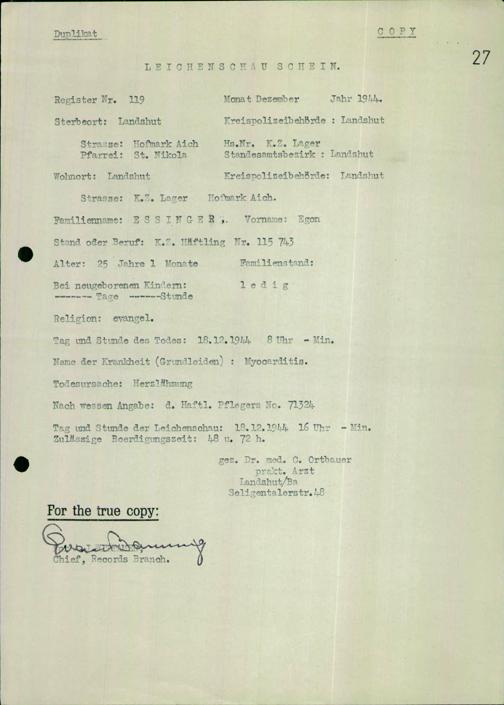 Duplikat
COPY
27
LEICHENSCHAUSCHEIN.
Register Nr. 119 Monat Dezember Jahr 1944.
Sterbeort: Landshut Kreispolizeibehörde : Landshut
Strasse: Hofmark Aich Hs.Nr. K.Z. Lager
Pfarrei: St. Nikola Standesamtsbezirk : Landshut
Wohnort: Landshut Kreispolizeibehörde: Landshut
Strasse: K.Z. Lager Hofmark Aich.
Familienname: E S S I N G E R ,. Vorname: Egon
Stand oder Beruf: K.Z. Häftling Nr. 115 743
Alter: 25 Jahre 1 Monate Familienstand:
Bei neugeborenen Kindern: l e d i g
------- Tage ------Stunde
Religion: evangel.
Tag und Stunde des Todes: 18.12.1944 8 Uhr - Min.
Name der Krankheit (Grundleiden) : Myocarditis.
Todesursache: Herzlähmung
Nach wessen Angabe: d. Haftl. Pflegers No. 71324
Tag und Stunde der Leichenschau: 18.12.1944 16 Uhr - Min.
Zulässige Beerdigungszeit: 48 u. 72 h.
gez. Dr. med. C. Ortbauer
prakt. Arzt
Landshut/Ba
Seligentalerstr.48
For the true copy:
Chief, Records Branch.